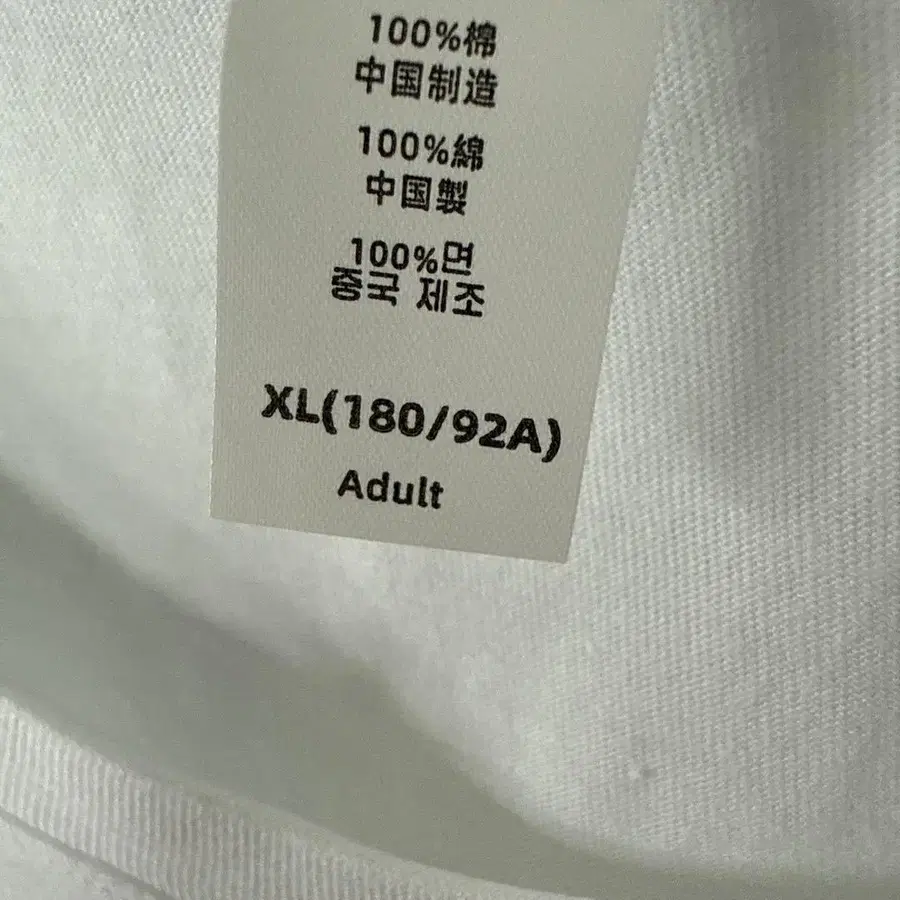 100%棉
中国制造
100%綿
中国製
100%면
중국 제조
XL(180/92A)
Adult